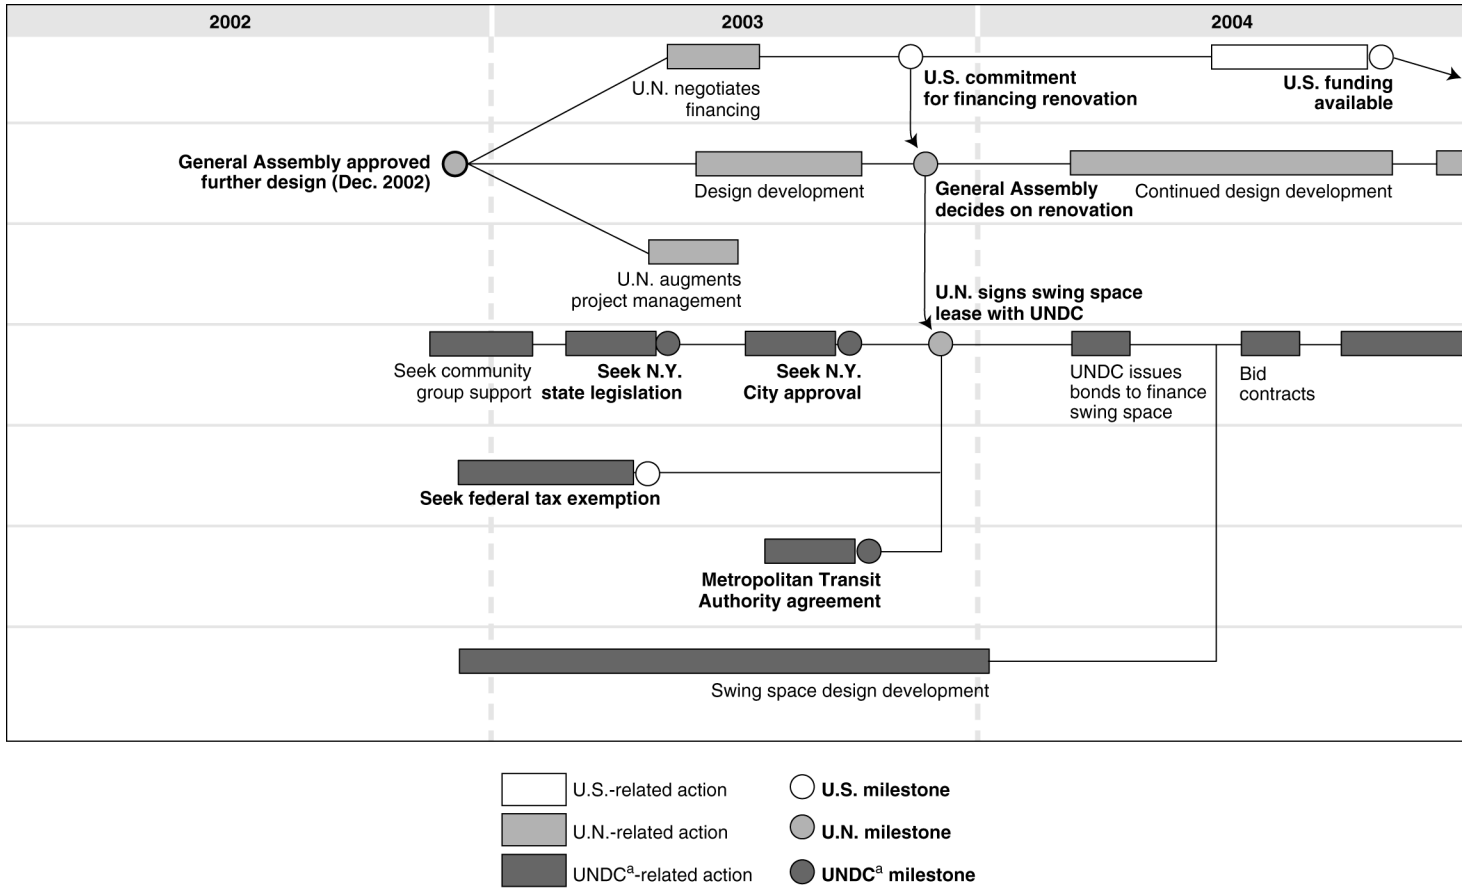 2002 2003 2004
U.N. negotiates
financing
U.S. commitment
for financing renovation
U.S. funding
available
General Assembly approved
further design (Dec. 2002)
Design development
General Assembly
decides on renovation
Continued design development
U.N. augments
project management
U.N. signs swing space
lease with UNDC
Seek community
group support
Seek N.Y.
state legislation
Seek N.Y.
City approval
UNDC issues
bonds to finance
swing space
Bid
contracts
Seek federal tax exemption
Metropolitan Transit
Authority agreement
Swing space design development
U.S.-related action
U.S. milestone
U.N.-related action
U.N. milestone
UNDCa-related action
UNDCa milestone